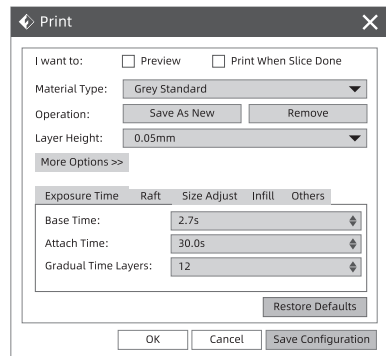 Print
I want to: Preview Print When Slice Done
Material Type: Grey Standard
Operation: Save As New Remove
Layer Height: 0.05mm
More Options >>
Exposure Time Raft Size Adjust Infill Others
Base Time: 2.7s
Attach Time: 30.0s
Gradual Time Layers: 12
Restore Defaults
OK Cancel Save Configuration